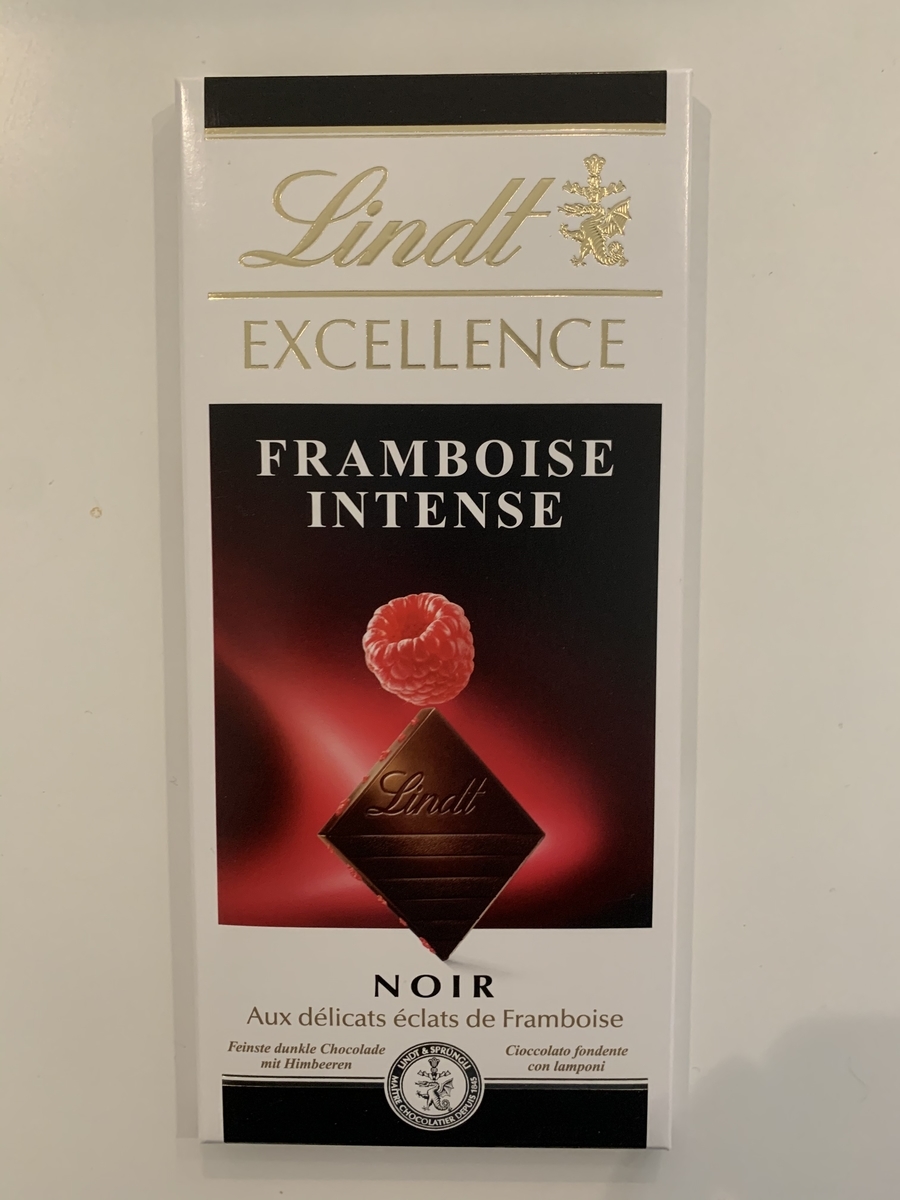 Lindt
EXCELLENCE
FRAMBOISE
INTENSE
Lindt
NOIR
Aux délicats éclats de Framboise
Feinste dunkle Chocolade
mit Himbeeren
Cioccolato fondente
con lamponi
LINDT & SPRÜNGLI
MAÎTRE CHOCOLATIER DEPUIS 1845